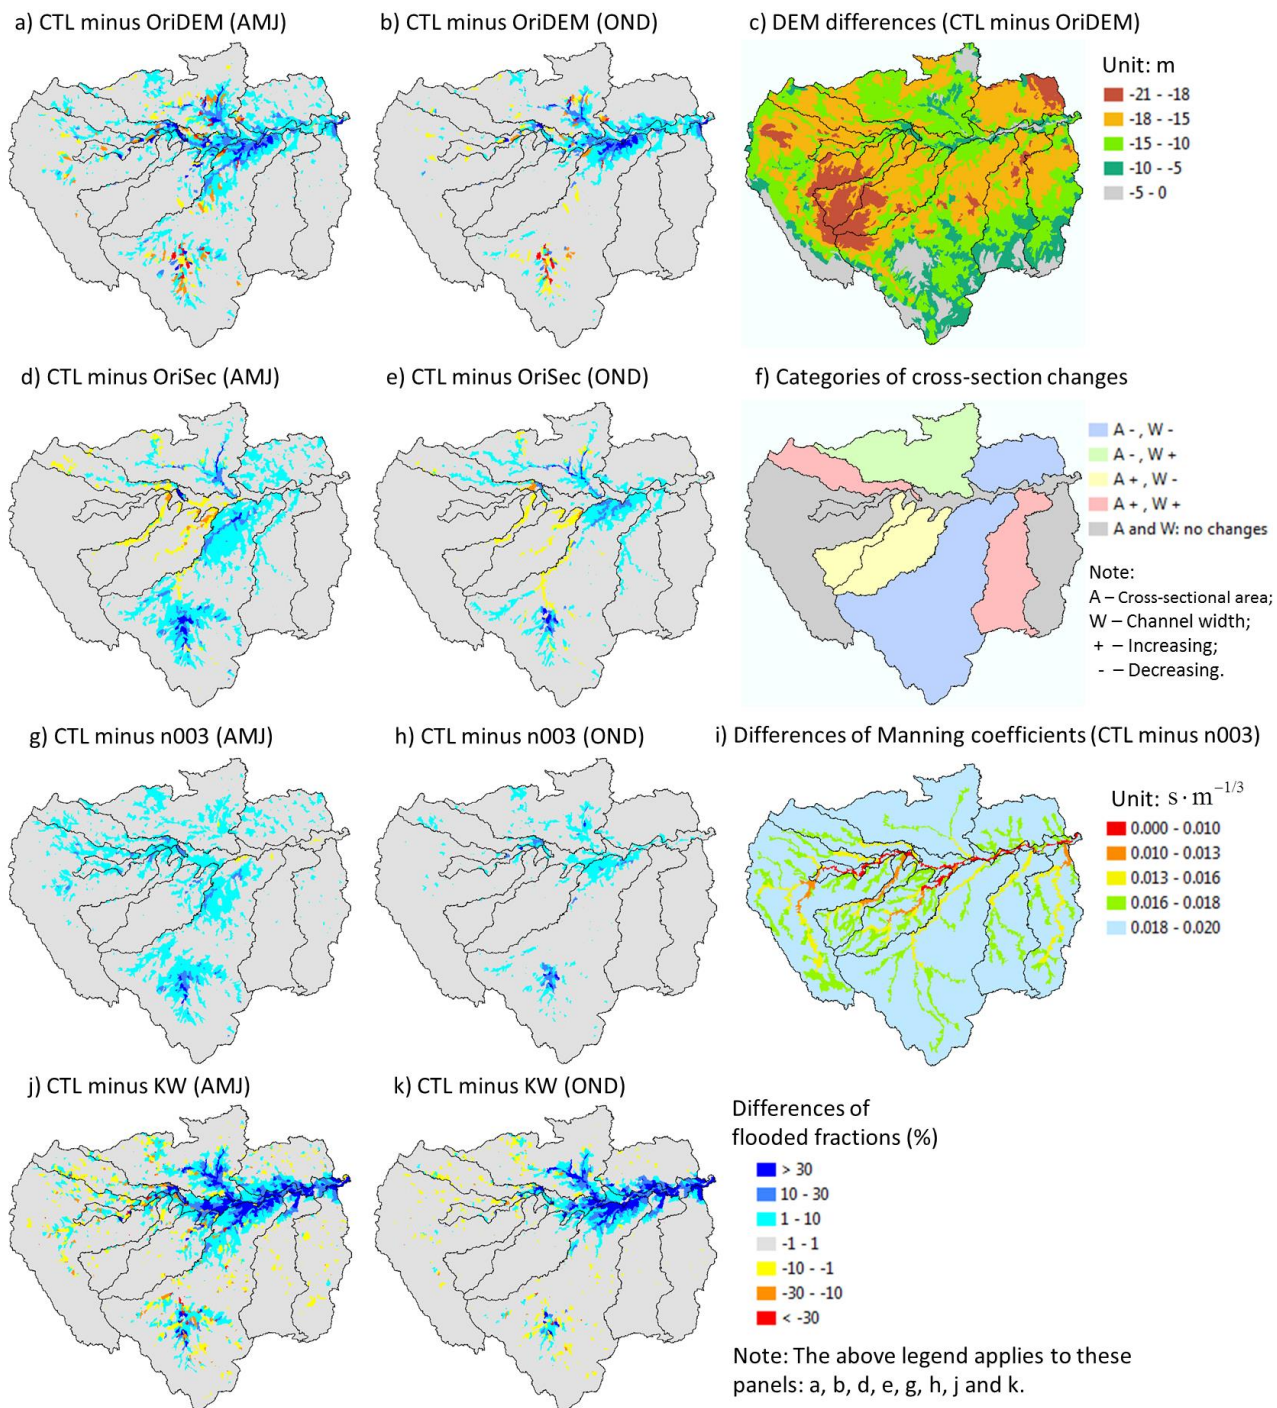 a) CTL minus OriDEM (AMJ)
b) CTL minus OriDEM (OND)
c) DEM differences (CTL minus OriDEM)
Unit: m
-21 - -18
-18 - -15
-15 - -10
-10 - -5
-5 - 0
d) CTL minus OriSec (AMJ)
e) CTL minus OriSec (OND)
f) Categories of cross-section changes
A - , W -
A - , W +
A + , W -
A + , W +
A and W: no changes
Note:
A – Cross-sectional area;
W – Channel width;
+ – Increasing;
- – Decreasing.
g) CTL minus n003 (AMJ)
h) CTL minus n003 (OND)
i) Differences of Manning coefficients (CTL minus n003)
Unit: s · m^{-1/3}
0.000 - 0.010
0.010 - 0.013
0.013 - 0.016
0.016 - 0.018
0.018 - 0.020
j) CTL minus KW (AMJ)
k) CTL minus KW (OND)
Differences of
flooded fractions (%)
> 30
10 - 30
1 - 10
-1 - 1
-10 - -1
-30 - -10
< -30
Note: The above legend applies to these
panels: a, b, d, e, g, h, j and k.